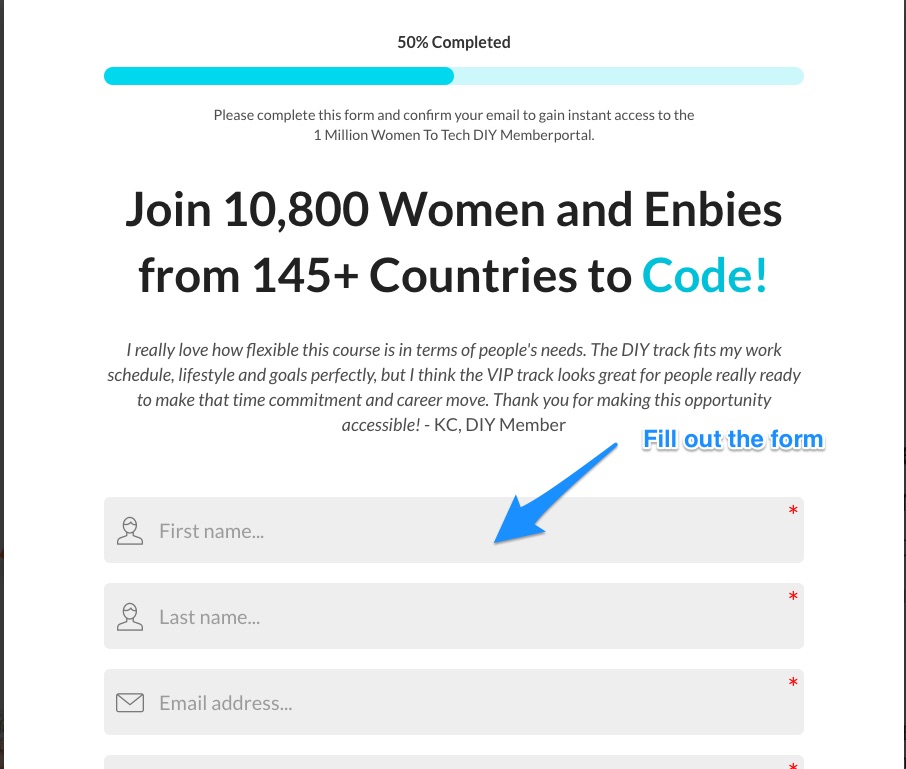 50% Completed
Please complete this form and confirm your email to gain instant access to the
1 Million Women To Tech DIY Memberportal.
Join 10,800 Women and Enbies
from 145+ Countries to Code!
I really love how flexible this course is in terms of people's needs. The DIY track fits my work
schedule, lifestyle and goals perfectly, but I think the VIP track looks great for people really ready
to make that time commitment and career move. Thank you for making this opportunity
accessible! - KC, DIY Member
Fill out the form
First name... *
Last name... *
Email address... *
*